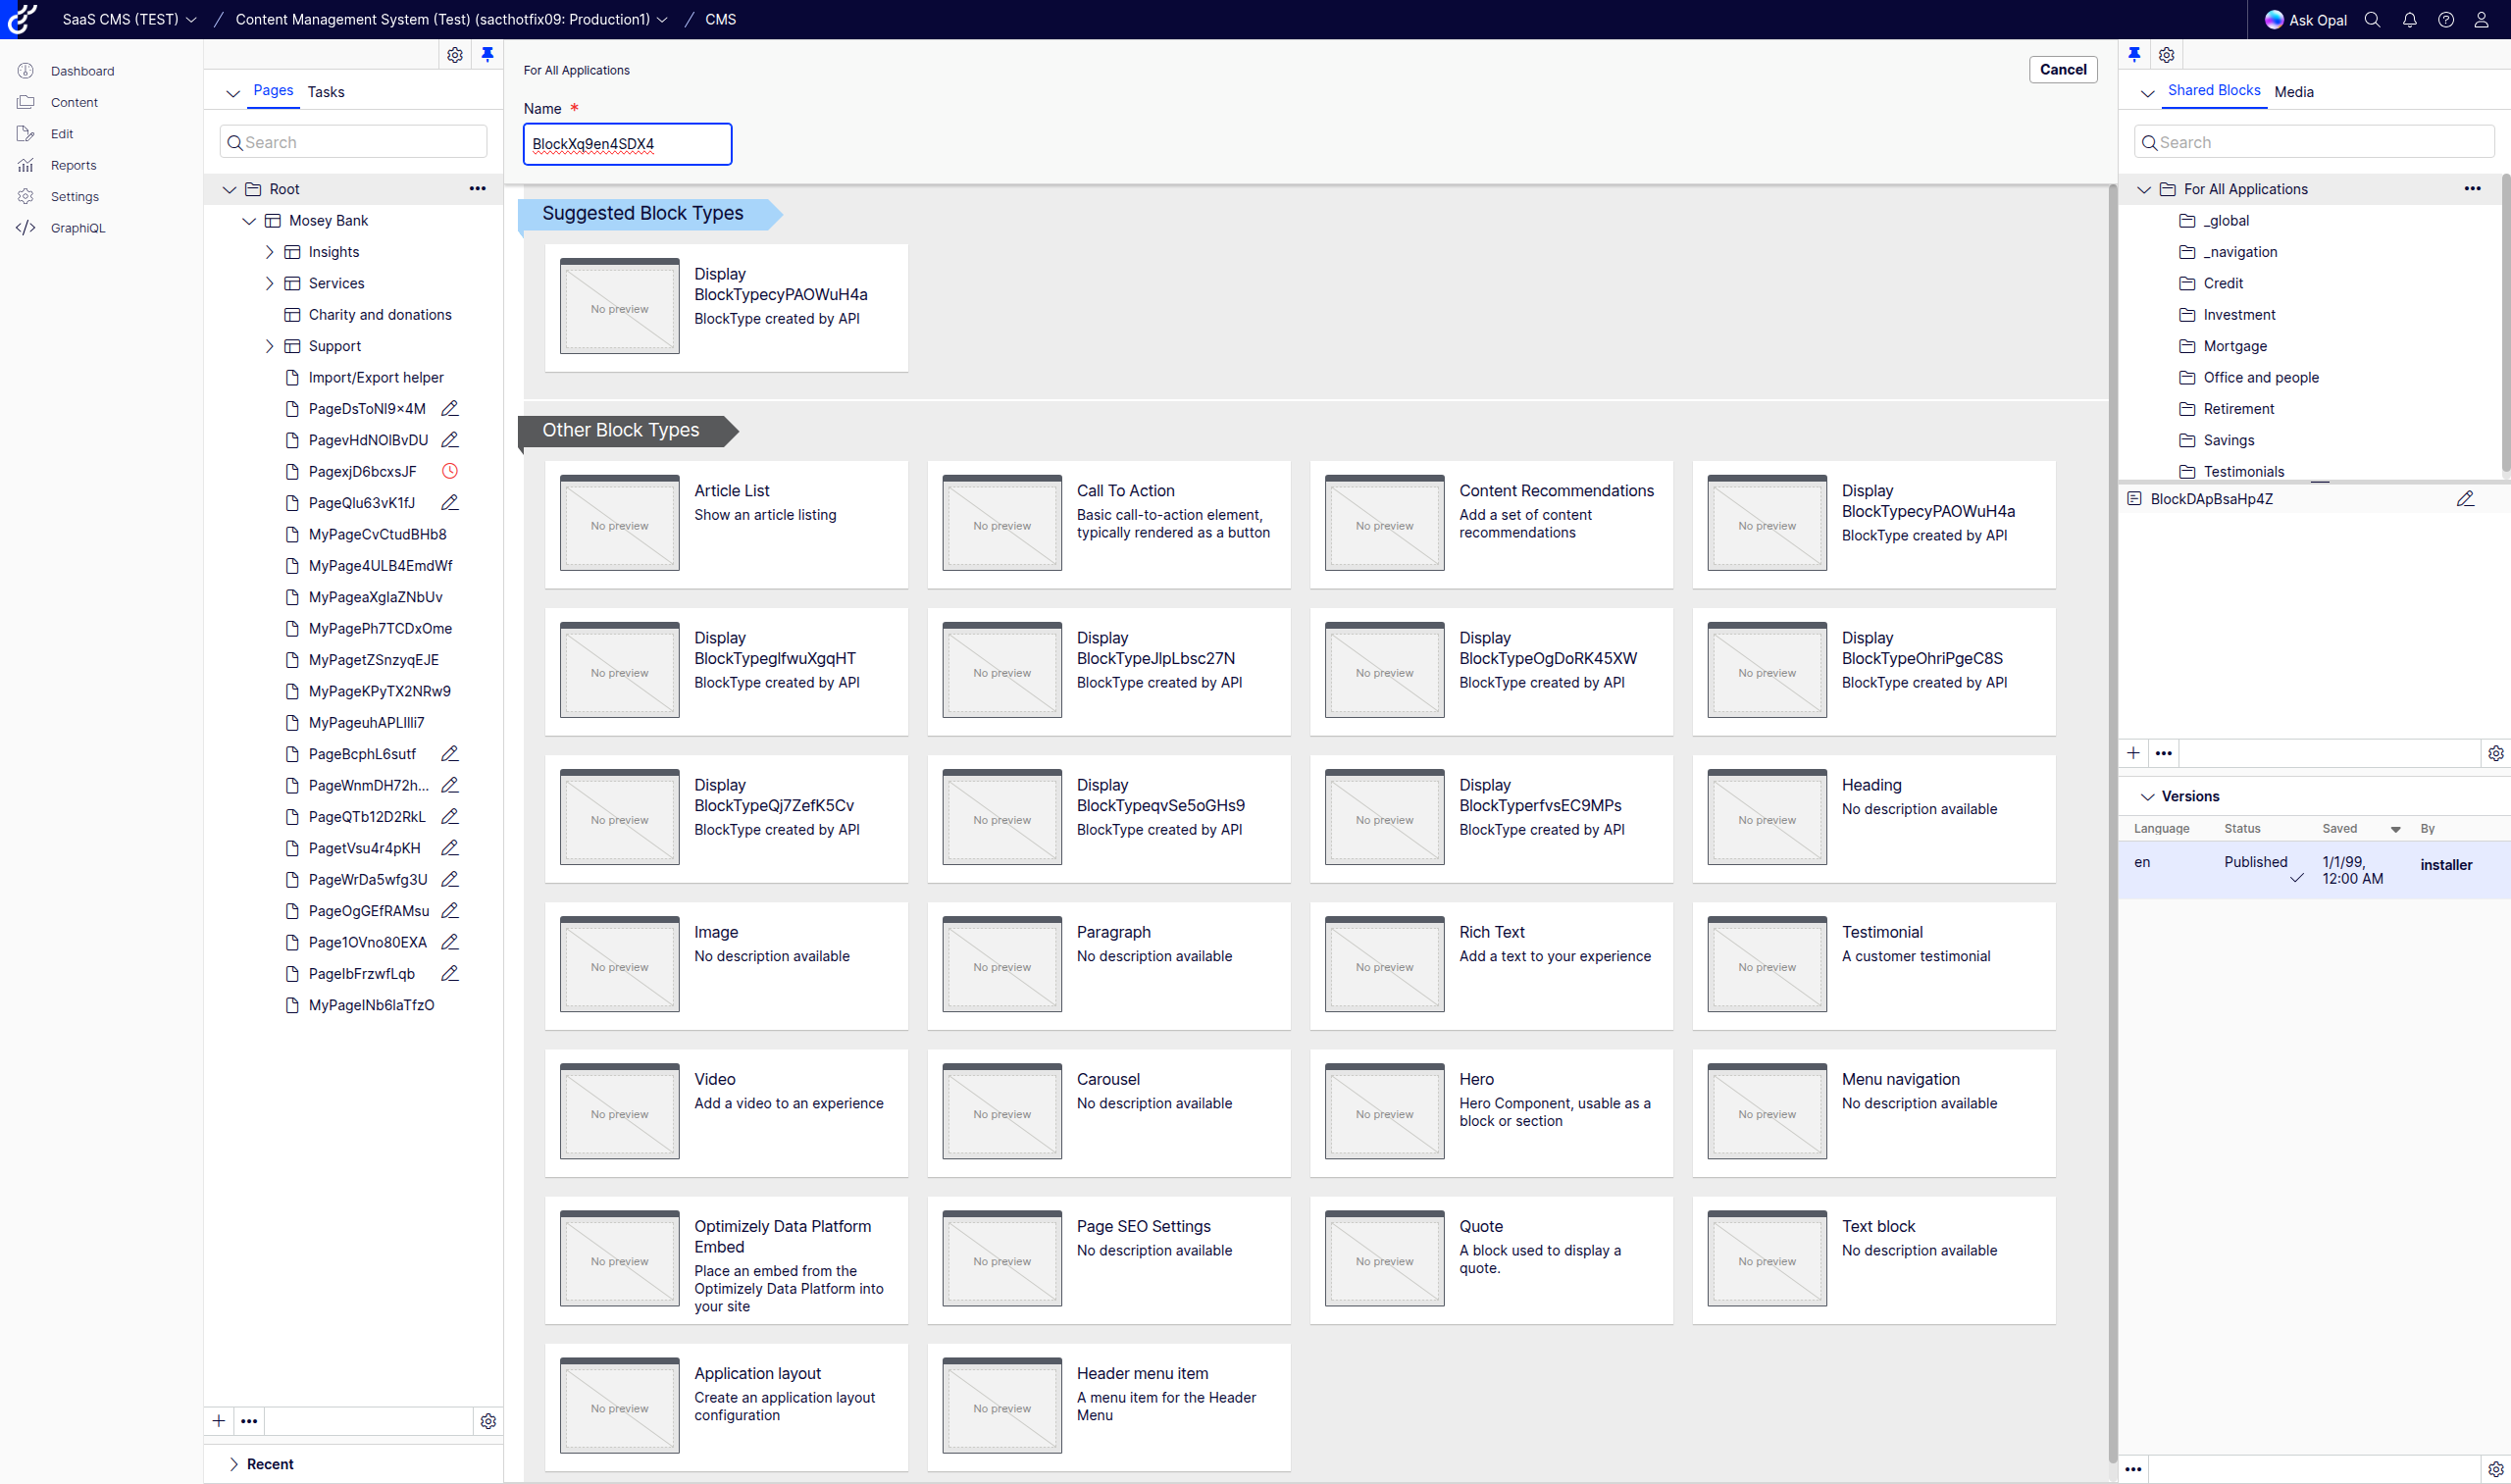 SaaS CMS (TEST) / Content Management System (Test) (sacthotfix09: Production1) / CMS
Ask Opal
Dashboard
Content
Edit
Reports
Settings
GraphiQL
Pages Tasks
Search
Root
Mosey Bank
Insights
Services
Charity and donations
Support
Import/Export helper
PageDsToNl9×4M
PagevHdNOlBvDU
PagexjD6bcxsJF
PageQlu63vK1fJ
MyPageCvCtudBHb8
MyPage4ULB4EmdWf
MyPageaXglaZNbUv
MyPagePh7TCDxOme
MyPagetZSnzyqEJE
MyPageKPyTX2NRw9
MyPageuhAPLIlli7
PageBcphL6sutf
PageWnmDH72h...
PageQTb12D2RkL
PagetVsu4r4pKH
PageWrDa5wfg3U
PageOgGEfRAMsu
Page1OVno80EXA
PageIbFrzwfLqb
MyPageINb6laTfzO
Recent
For All Applications
Cancel
Name *
BlockXq9en4SDX4
Suggested Block Types
No preview
Display
BlockTypecyPAOWuH4a
BlockType created by API
Other Block Types
No preview
Article List
Show an article listing
No preview
Call To Action
Basic call-to-action element,
typically rendered as a button
No preview
Content Recommendations
Add a set of content
recommendations
No preview
Display
BlockTypecyPAOWuH4a
BlockType created by API
No preview
Display
BlockTypeglfwuXgqHT
BlockType created by API
No preview
Display
BlockTypeJlpLbsc27N
BlockType created by API
No preview
Display
BlockTypeOgDoRK45XW
BlockType created by API
No preview
Display
BlockTypeOhriPgeC8S
BlockType created by API
No preview
Display
BlockTypeQj7ZefK5Cv
BlockType created by API
No preview
Display
BlockTypeqvSe5oGHs9
BlockType created by API
No preview
Display
BlockTyperfvsEC9MPs
BlockType created by API
No preview
Heading
No description available
No preview
Image
No description available
No preview
Paragraph
No description available
No preview
Rich Text
Add a text to your experience
No preview
Testimonial
A customer testimonial
No preview
Video
Add a video to an experience
No preview
Carousel
No description available
No preview
Hero
Hero Component, usable as a
block or section
No preview
Menu navigation
No description available
No preview
Optimizely Data Platform
Embed
Place an embed from the
Optimizely Data Platform into
your site
No preview
Page SEO Settings
No description available
No preview
Quote
A block used to display a
quote.
No preview
Text block
No description available
No preview
Application layout
Create an application layout
configuration
No preview
Header menu item
A menu item for the Header
Menu
Shared Blocks Media
Search
For All Applications
_global
_navigation
Credit
Investment
Mortgage
Office and people
Retirement
Savings
Testimonials
BlockDApBsaHp4Z
Versions
Language Status Saved By
en Published 1/1/99, installer
12:00 AM